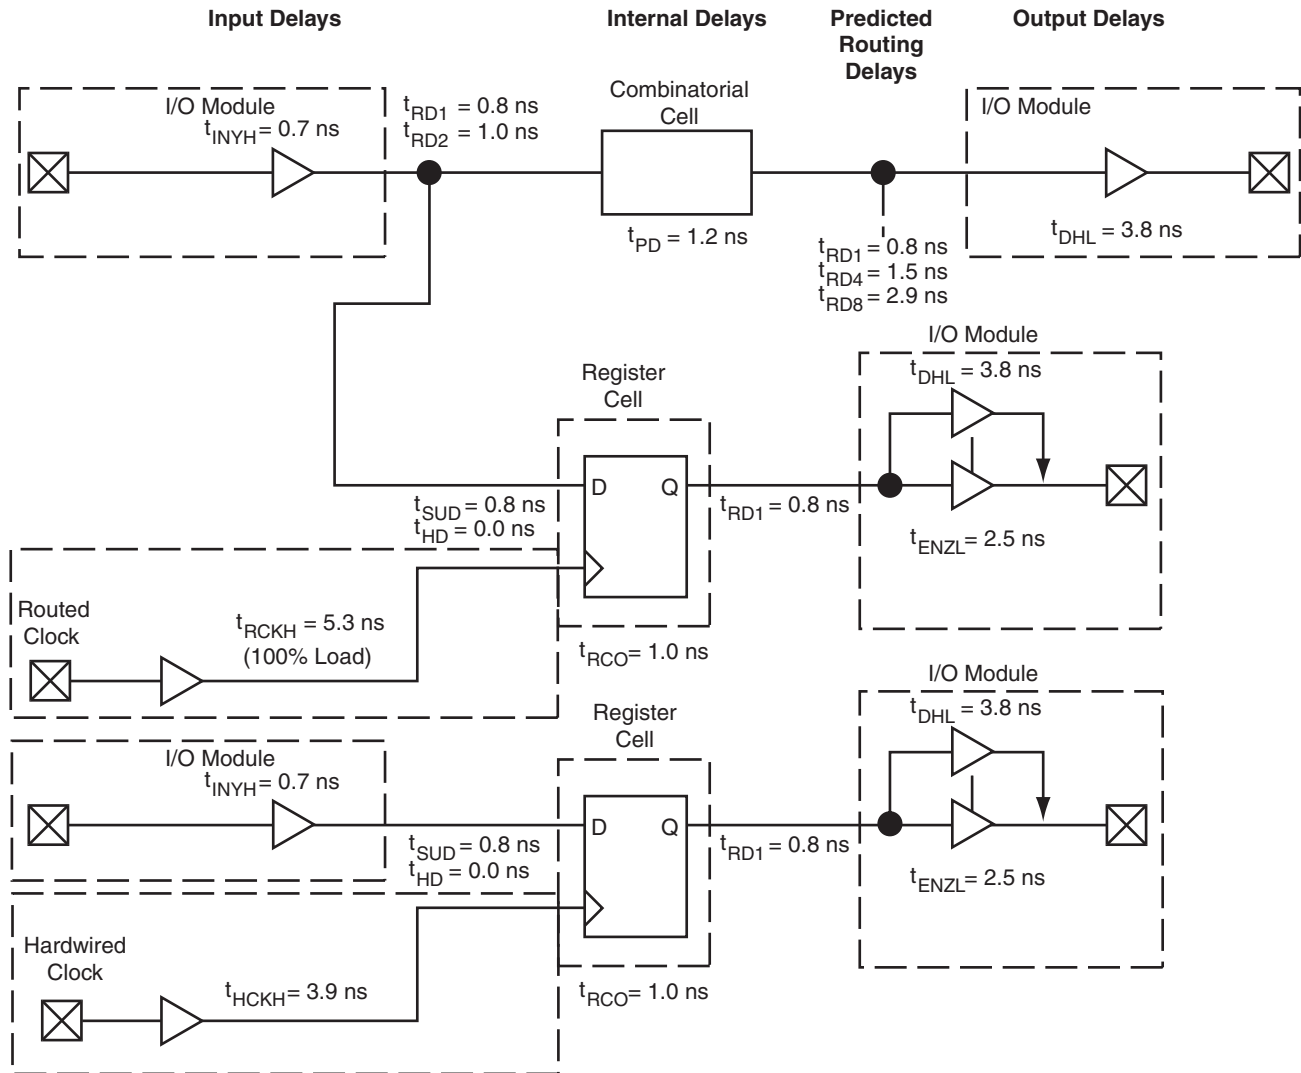 Input Delays
Internal Delays
Predicted
Routing
Delays
Output Delays
I/O Module
tINYH= 0.7 ns
tRD1 = 0.8 ns
tRD2 = 1.0 ns
Combinatorial
Cell
tPD = 1.2 ns
I/O Module
tDHL = 3.8 ns
tRD1= 0.8 ns
tRD4= 1.5 ns
tRD8= 2.9 ns
Register
Cell
I/O Module
tDHL = 3.8 ns
D
Q
tSUD = 0.8 ns
tHD = 0.0 ns
tRD1= 0.8 ns
tENZL= 2.5 ns
Routed
Clock
tRCKH = 5.3 ns
(100% Load)
tRCO= 1.0 ns
I/O Module
tINYH= 0.7 ns
Register
Cell
I/O Module
tDHL= 3.8 ns
D
Q
tSUD = 0.8 ns
tHD = 0.0 ns
tRD1= 0.8 ns
tENZL= 2.5 ns
Hardwired
Clock
tHCKH= 3.9 ns
tRCO= 1.0 ns